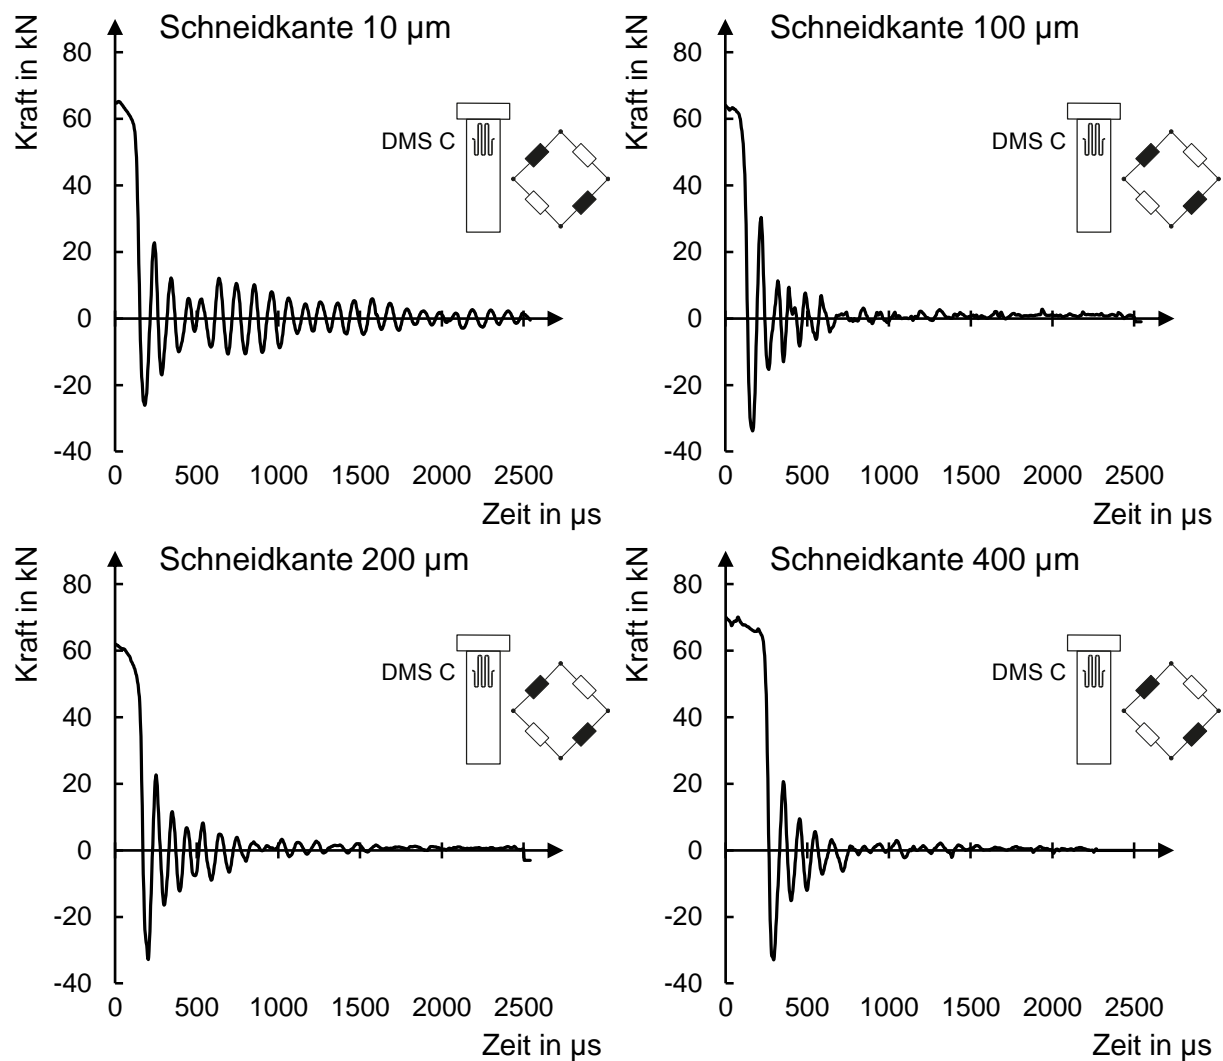 Schneidkante 10 µm
Kraft in kN
80
60
40
20
0
-20
-40
DMS C
0 500 1000 1500 2000 2500
Zeit in µs
Schneidkante 100 µm
Kraft in kN
80
60
40
20
0
-20
-40
DMS C
0 500 1000 1500 2000 2500
Zeit in µs
Schneidkante 200 µm
Kraft in kN
80
60
40
20
0
-20
-40
DMS C
0 500 1000 1500 2000 2500
Zeit in µs
Schneidkante 400 µm
Kraft in kN
80
60
40
20
0
-20
-40
DMS C
0 500 1000 1500 2000 2500
Zeit in µs